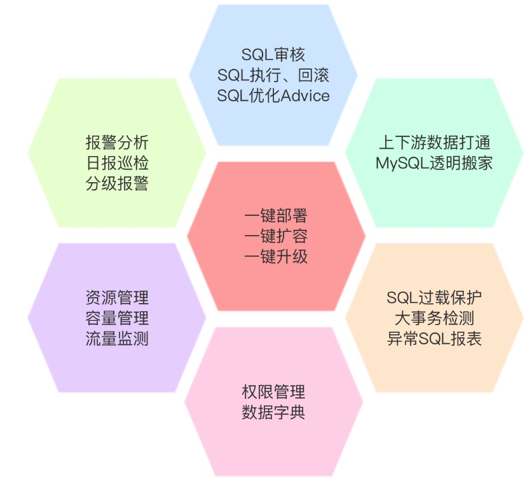 SQL审核
SQL执行、回滚
SQL优化Advice
报警分析
日报巡检
分级报警
上下游数据打通
MySQL透明搬家
一键部署
一键扩容
一键升级
资源管理
容量管理
流量监测
SQL过载保护
大事务检测
异常SQL报表
权限管理
数据字典